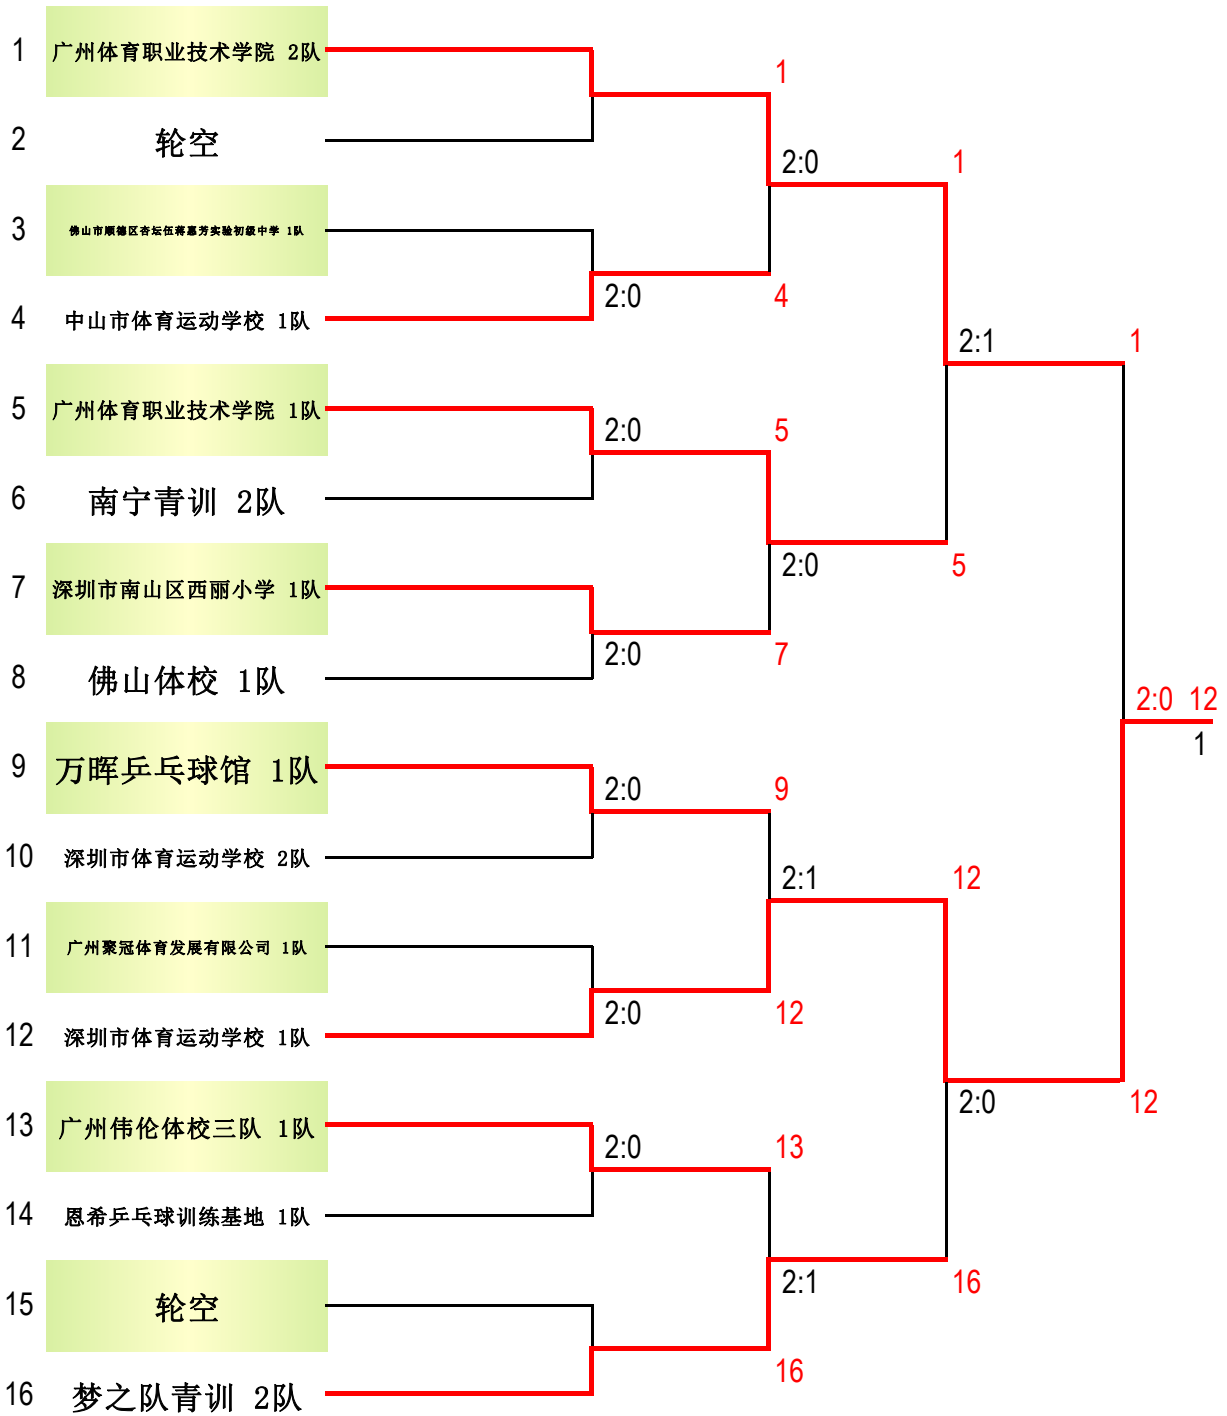 1 广州体育职业技术学院 2队
1
2 轮空
2:0 1
3 佛山市顺德区杏坛伍蒋惠芳实验初级中学 1队
2:0 4
4 中山市体育运动学校 1队
2:1 1
5 广州体育职业技术学院 1队
2:0 5
6 南宁青训 2队
2:0 5
7 深圳市南山区西丽小学 1队
2:0 7
8 佛山体校 1队
2:0 12
1
9 万晖乒乓球馆 1队
2:0 9
10 深圳市体育运动学校 2队
2:1 12
11 广州聚冠体育发展有限公司 1队
2:0 12
12 深圳市体育运动学校 1队
2:0 12
13 广州伟伦体校三队 1队
2:0 13
14 恩希乒乓球训练基地 1队
2:1 16
15 轮空
16
16 梦之队青训 2队